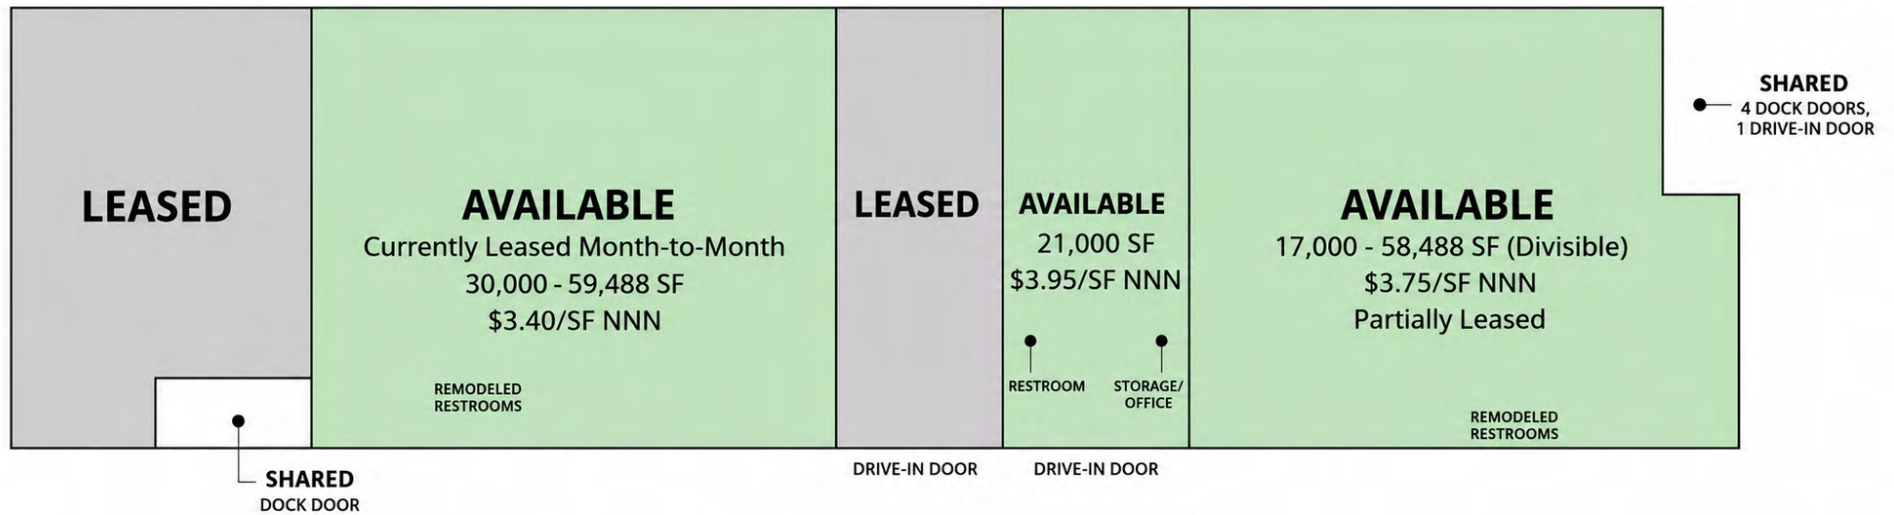 LEASED
AVAILABLE
Currently Leased Month-to-Month
30,000 - 59,488 SF
$3.40/SF NNN
REMODELED
RESTROOMS
SHARED
DOCK DOOR
LEASED
DRIVE-IN DOOR
AVAILABLE
21,000 SF
$3.95/SF NNN
RESTROOM
STORAGE/
OFFICE
DRIVE-IN DOOR
AVAILABLE
17,000 - 58,488 SF (Divisible)
$3.75/SF NNN
Partially Leased
REMODELED
RESTROOMS
SHARED
4 DOCK DOORS,
1 DRIVE-IN DOOR